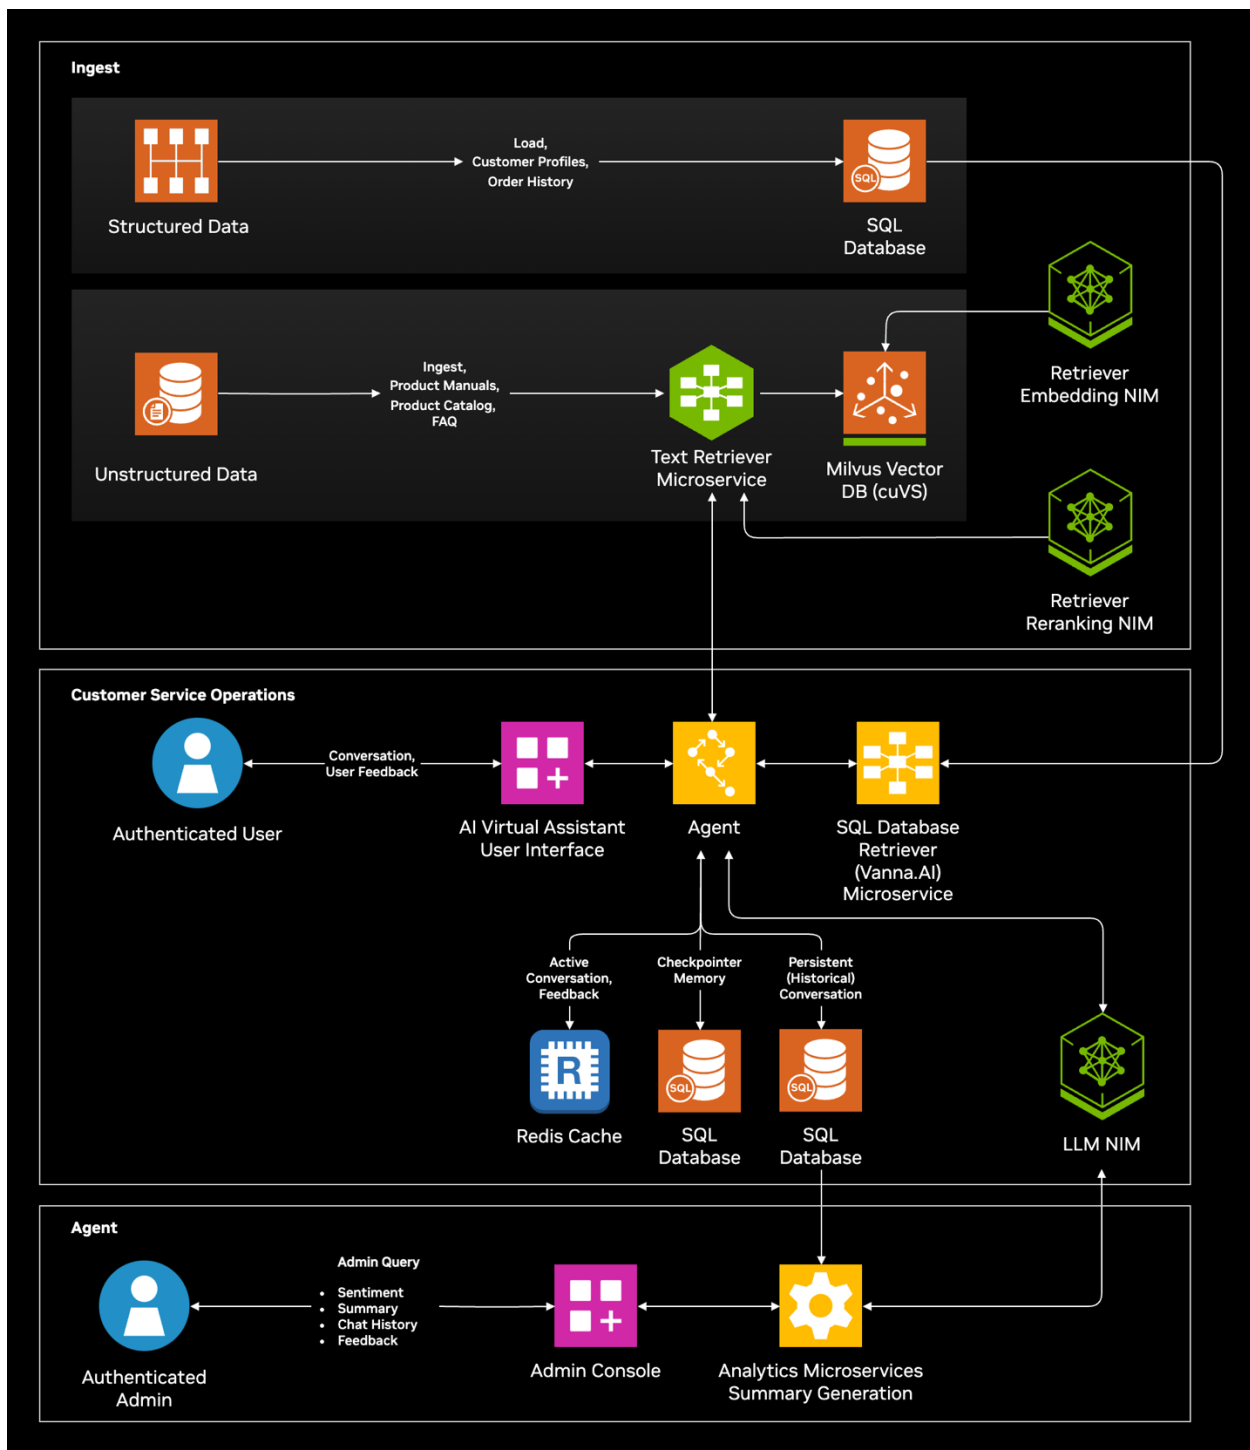 Ingest
Load,
Customer Profiles,
Order History
SQL
Structured Data
SQL
Database
Ingest,
Product Manuals,
Product Catalog,
FAQ
Retriever
Embedding NIM
Unstructured Data
Text Retriever
Microservice
Milvus Vector
DB (cuVS)
Retriever
Reranking NIM
Customer Service Operations
Conversation,
User Feedback
Authenticated User
AI Virtual Assistant
User Interface
Agent
SQL Database
Retriever
(Vanna.AI)
Microservice
Active
Conversation,
Feedback
Checkpointer
Memory
Persistent
(Historical)
Conversation
R
SQL
SQL
Redis Cache
SQL
Database
SQL
Database
LLM NIM
Agent
Admin Query
• Sentiment
• Summary
• Chat History
• Feedback
Authenticated
Admin
Admin Console
Analytics Microservices
Summary Generation